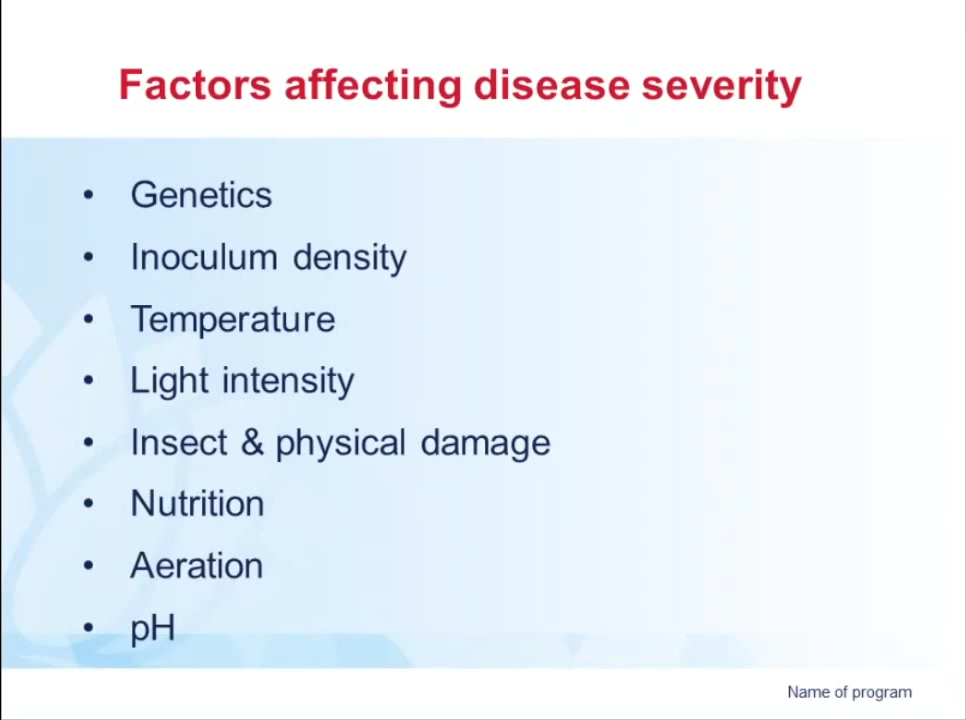 Factors affecting disease severity
• Genetics
• Inoculum density
• Temperature
• Light intensity
• Insect & physical damage
• Nutrition
• Aeration
• pH
Name of program